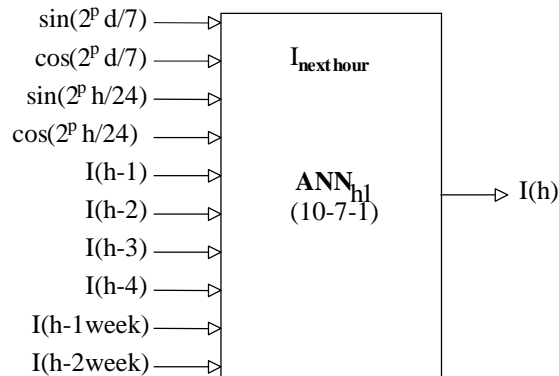 sin(2ᵖ d/7)
cos(2ᵖ d/7)
sin(2ᵖ h/24)
cos(2ᵖ h/24)
I(h-1)
I(h-2)
I(h-3)
I(h-4)
I(h-1week)
I(h-2week)
Inext hour
ANNh1
(10-7-1)
I(h)